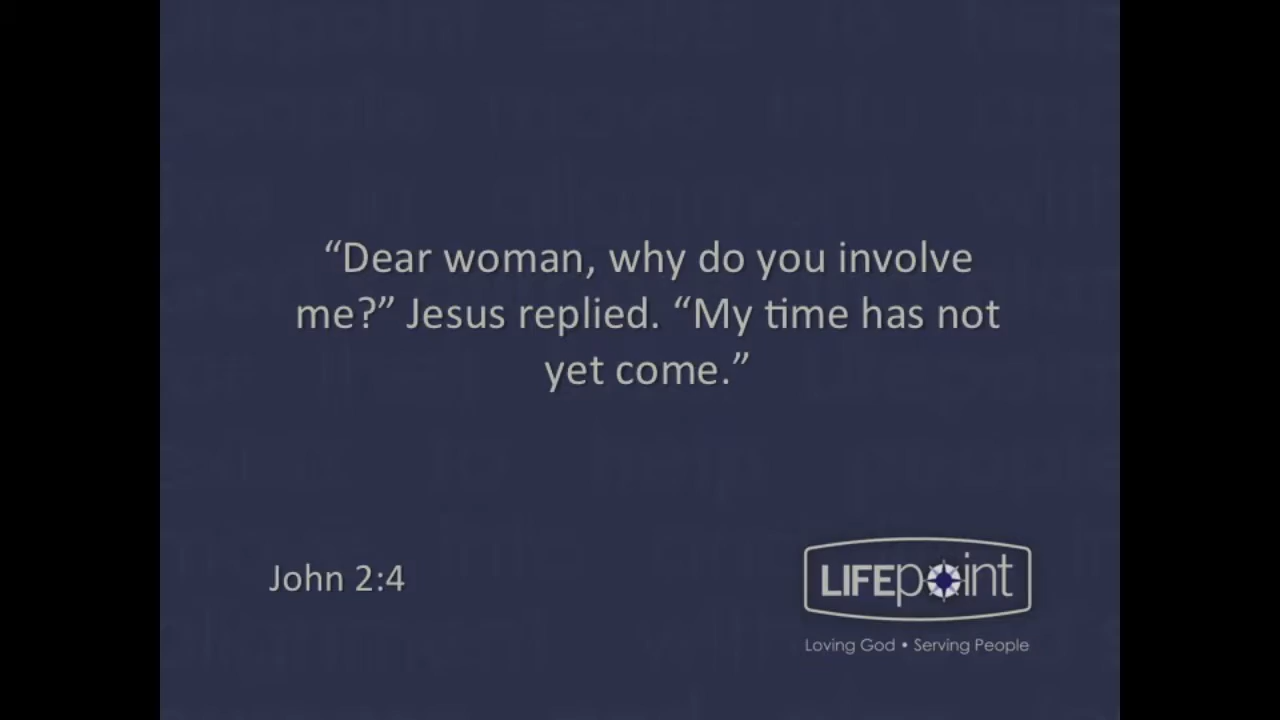 “Dear woman, why do you involve
me?” Jesus replied. “My time has not
yet come.”
John 2:4
LIFEpoint
Loving God • Serving People